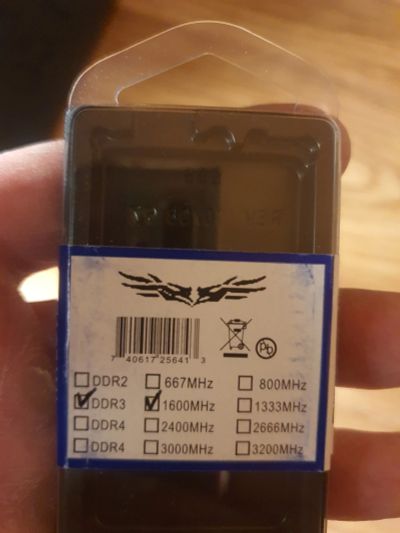 7 40617 25641 3
DDR2 667MHz 800MHz
DDR3 1600MHz 1333MHz
DDR4 2400MHz 2666MHz
DDR4 3000MHz 3200MHz